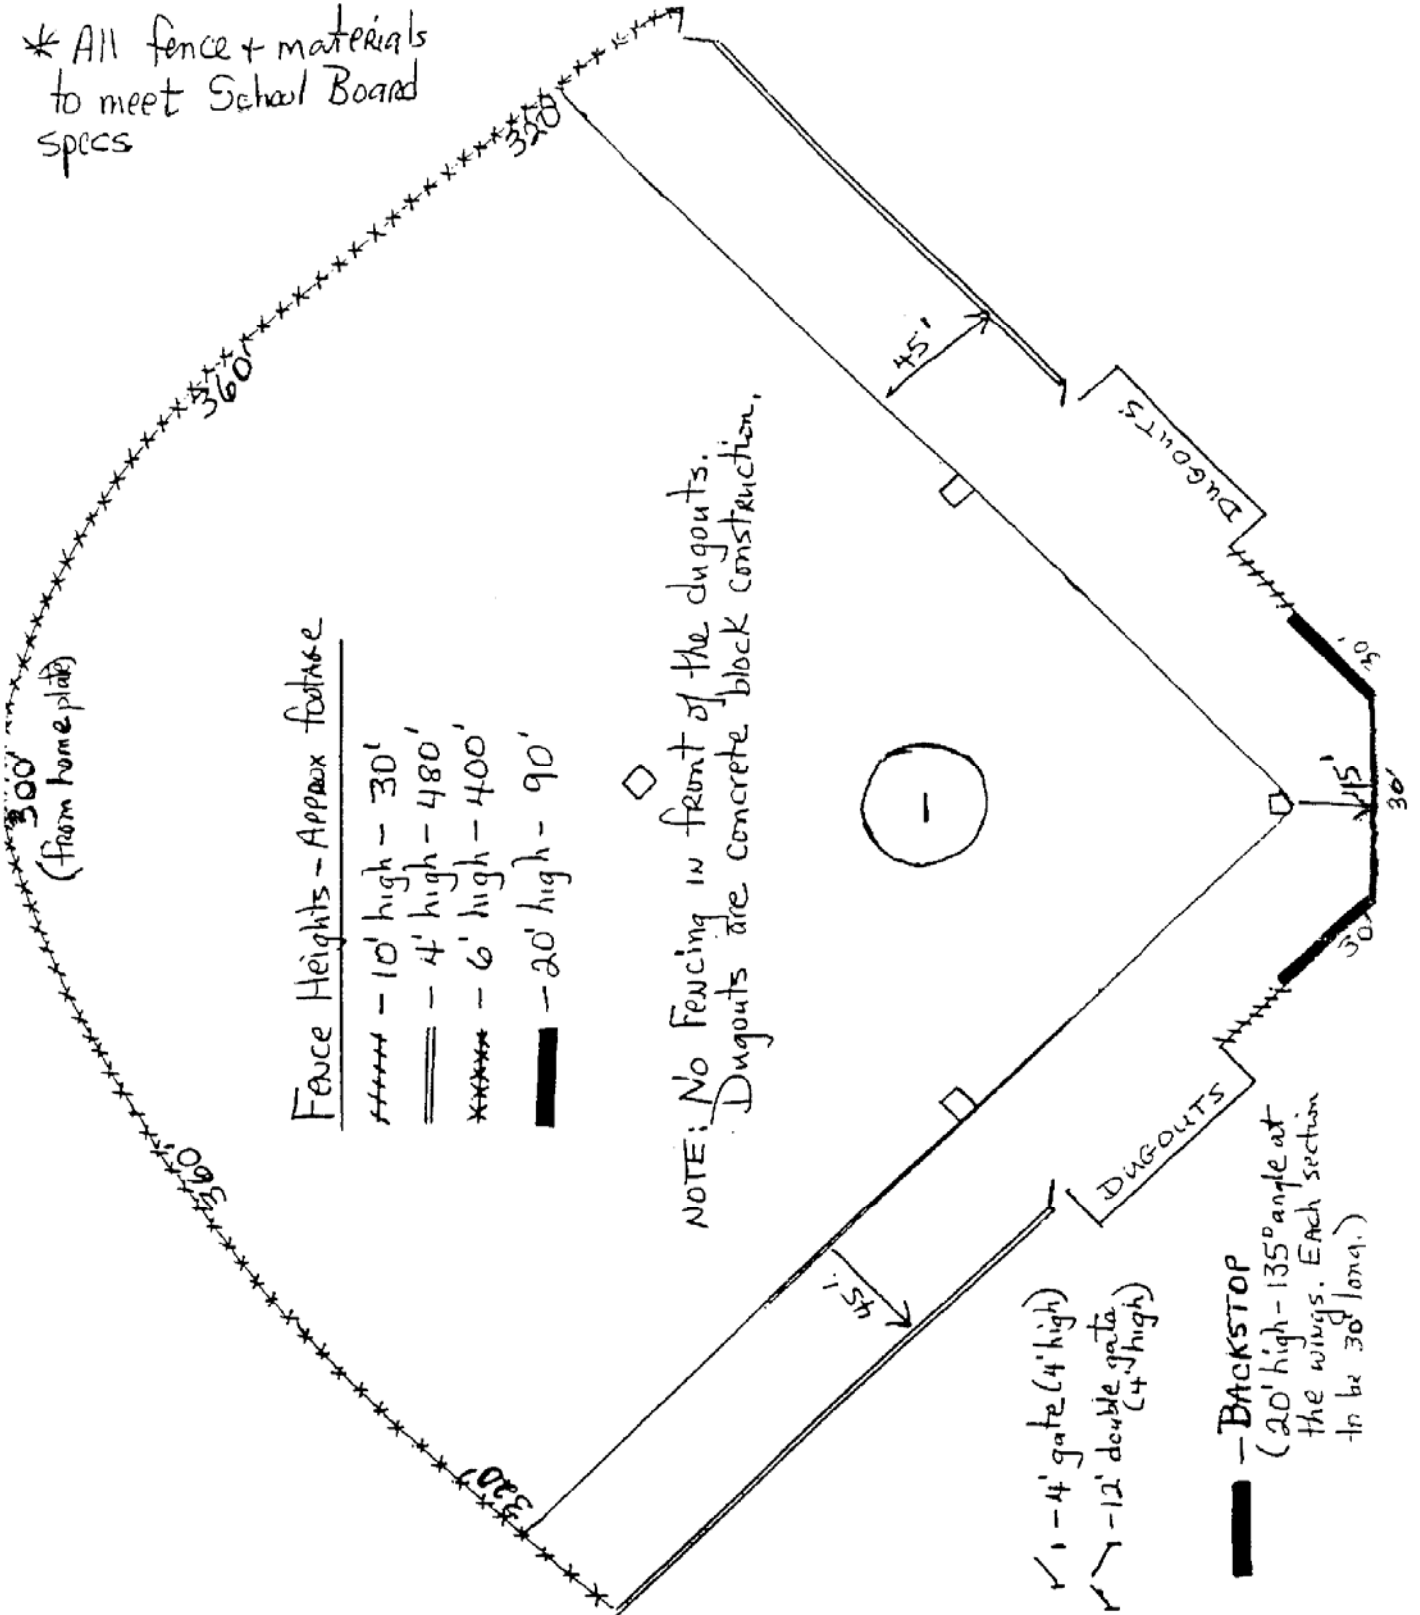 * All fence + materials
to meet School Board
specs
320'
360'
300'
(from home plate)
360'
320'
Fence Heights - Approx footage
- 10' high - 30'
- 4' high - 480'
- 6' high - 400'
- 20' high - 90'
NOTE: No Fencing in front of the dugouts.
Dugouts are concrete block construction.
45'
45'
DUGOUTS
DUGOUTS
30'
15'
30'
30'
- 4' gate (4' high)
- 12' double gate
(4' high)
- BACKSTOP
(20' high - 135° angle at
the wings. Each section
to be 30' long.)